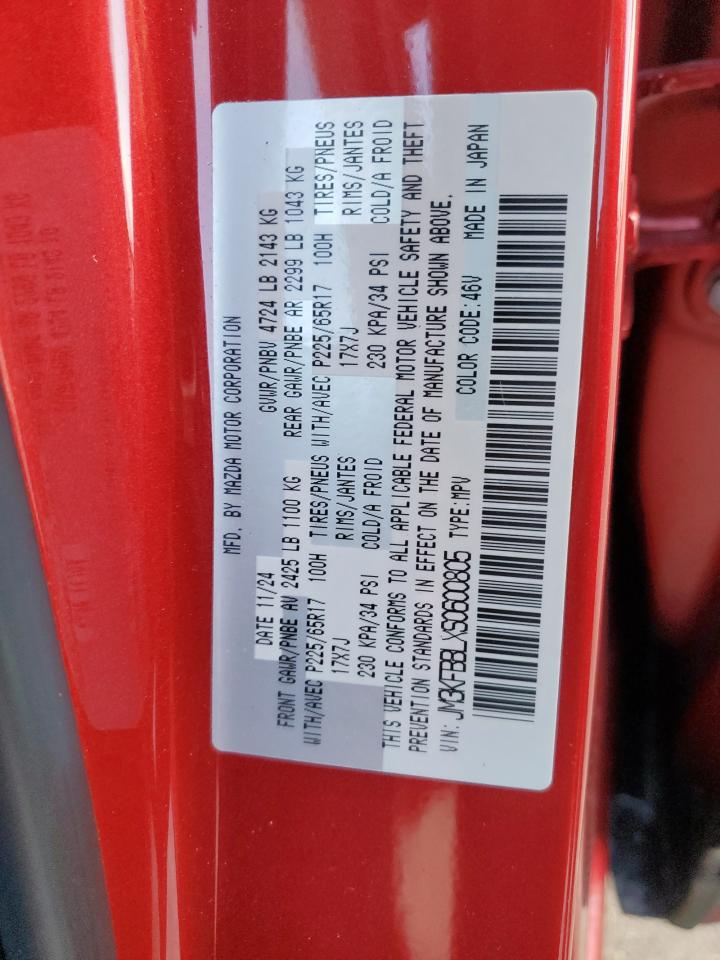 MFD. BY MAZDA MOTOR CORPORATION
DATE 11/24 GVWR/PNBV 4724 LB 2143 KG
FRONT GAWR/PNBE AV 2425 LB 1100 KG REAR GAWR/PNBE AR 2299 LB 1043 KG
WITH/AVEC P225/65R17 100H TIRES/PNEUS WITH/AVEC P225/65R17 100H TIRES/PNEUS
17X7J RIMS/JANTES 17X7J RIMS/JANTES
230 KPA/34 PSI COLD/A FROID 230 KPA/34 PSI COLD/A FROID
THIS VEHICLE CONFORMS TO ALL APPLICABLE FEDERAL MOTOR VEHICLE SAFETY AND THEFT
PREVENTION STANDARDS IN EFFECT ON THE DATE OF MANUFACTURE SHOWN ABOVE.
VIN: JM3KFBBLXS0600805 TYPE:MPV COLOR CODE:46V MADE IN JAPAN